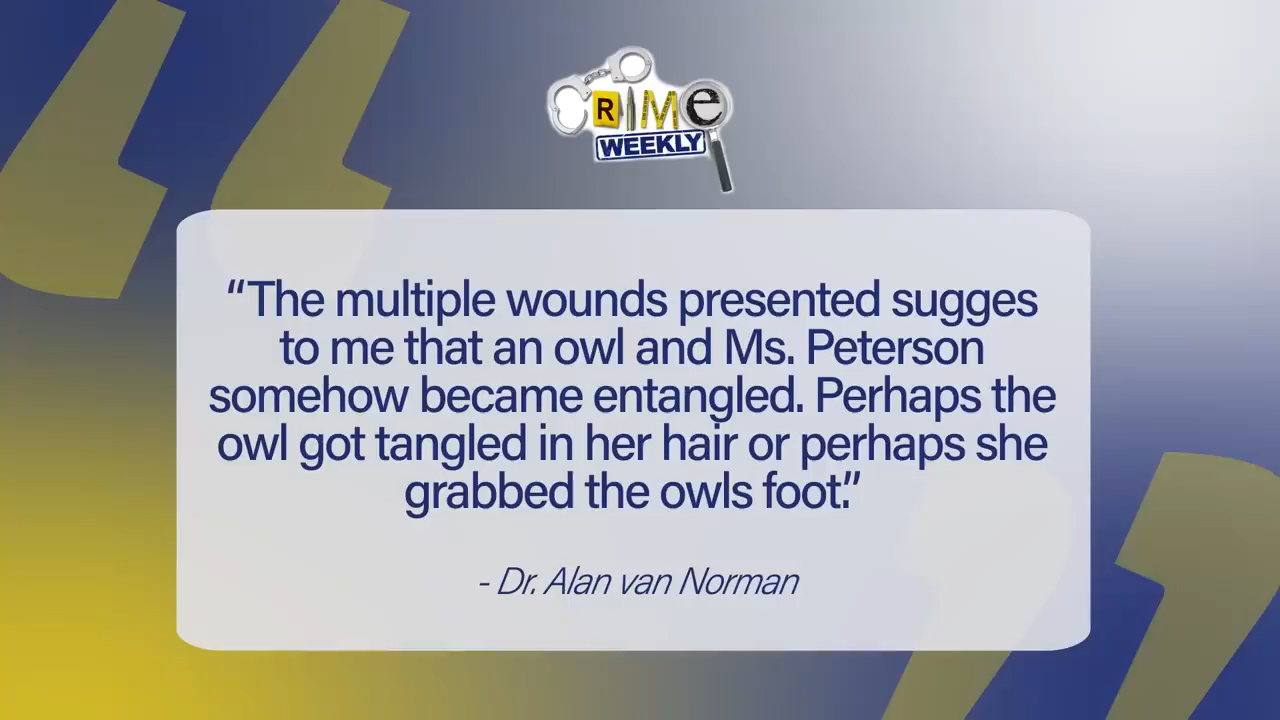 CRIME
WEEKLY
“The multiple wounds presented sugges
to me that an owl and Ms. Peterson
somehow became entangled. Perhaps the
owl got tangled in her hair or perhaps she
grabbed the owls foot.”
- Dr. Alan van Norman